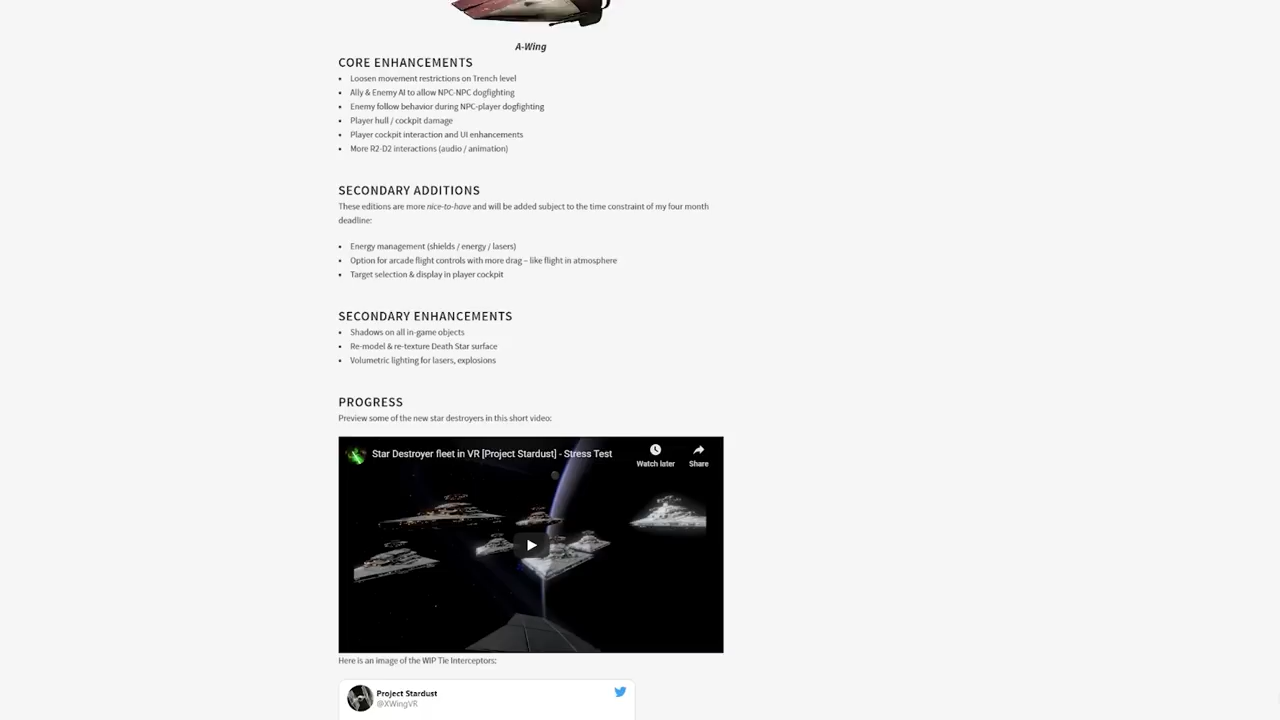 A-Wing
CORE ENHANCEMENTS
• Loosen movement restrictions on Trench level
• Ally & Enemy AI to allow NPC-NPC dogfighting
• Enemy follow behavior during NPC-player dogfighting
• Player hull / cockpit damage
• Player cockpit interaction and UI enhancements
• More R2-D2 interactions (audio / animation)
SECONDARY ADDITIONS
These editions are more nice-to-have and will be added subject to the time constraint of my four month
deadline:
• Energy management (shields / energy / lasers)
• Option for arcade flight controls with more drag – like flight in atmosphere
• Target selection & display in player cockpit
SECONDARY ENHANCEMENTS
• Shadows on all in-game objects
• Re-model & re-texture Death Star surface
• Volumetric lighting for lasers, explosions
PROGRESS
Preview some of the new star destroyers in this short video:
Star Destroyer fleet in VR [Project Stardust] - Stress Test
Watch later
Share
Here is an image of the WIP Tie Interceptors:
Project Stardust
@XWingVR